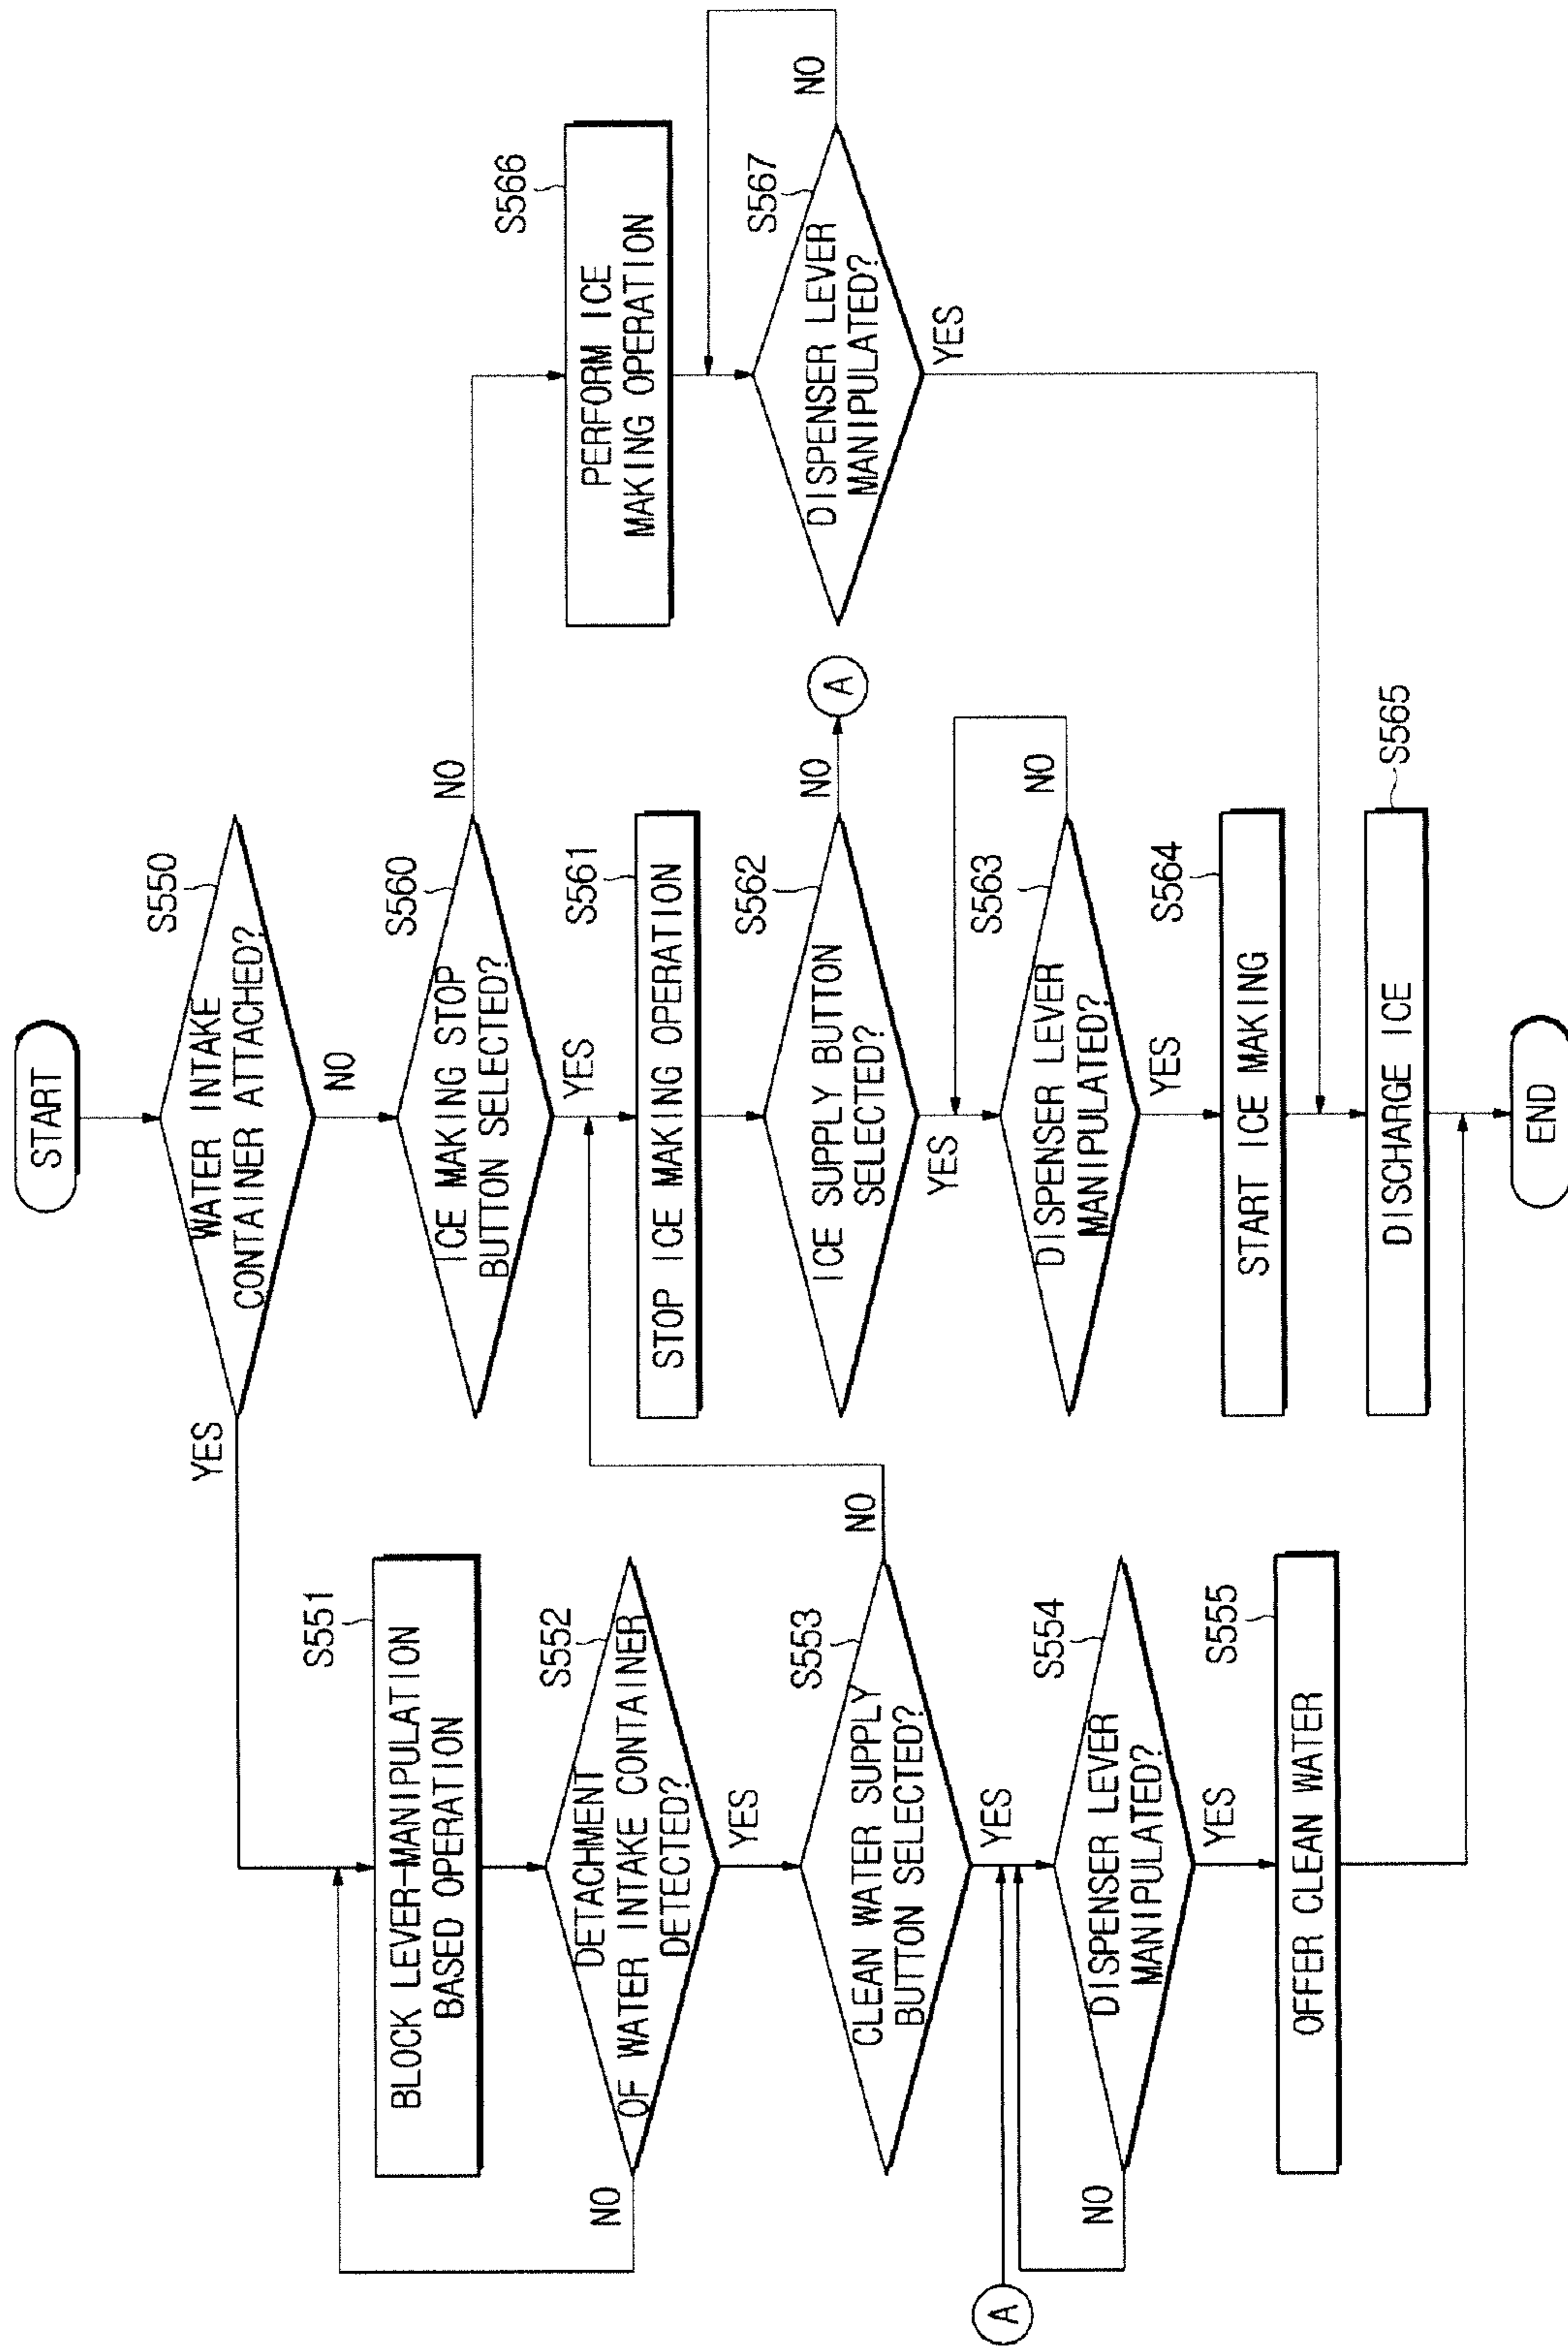 START
S550
WATER INTAKE
CONTAINER ATTACHED?
YES
NO
S551
BLOCK LEVER-MANIPULATION
BASED OPERATION
S552
DETACHMENT
OF WATER INTAKE CONTAINER
DETECTED?
NO
YES
S553
CLEAN WATER SUPPLY
BUTTON SELECTED?
NO
YES
A
S554
DISPENSER LEVER
MANIPULATED?
NO
YES
S555
OFFER CLEAN WATER
S560
ICE MAKING STOP
BUTTON SELECTED?
NO
YES
S561
STOP ICE MAKING OPERATION
S562
ICE SUPPLY BUTTON
SELECTED?
NO
A
YES
S563
DISPENSER LEVER
MANIPULATED?
NO
YES
S564
START ICE MAKING
S565
DISCHARGE ICE
END
S566
PERFORM ICE
MAKING OPERATION
S567
DISPENSER LEVER
MANIPULATED?
NO
YES